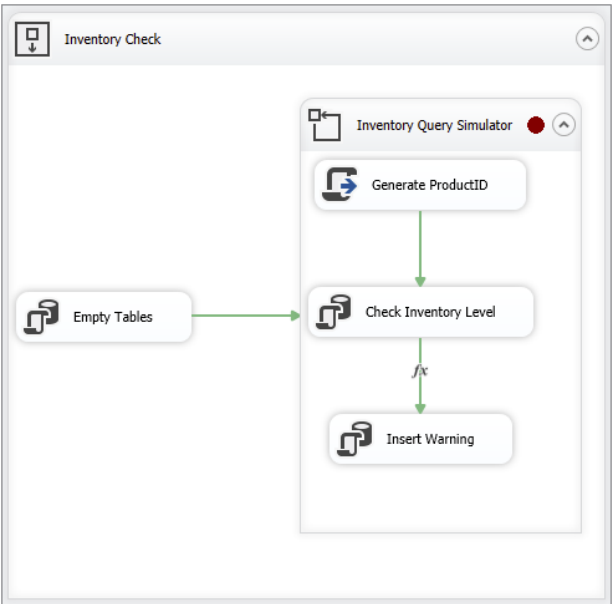 Inventory Check
Inventory Query Simulator
Generate ProductID
Empty Tables
Check Inventory Level
fx
Insert Warning